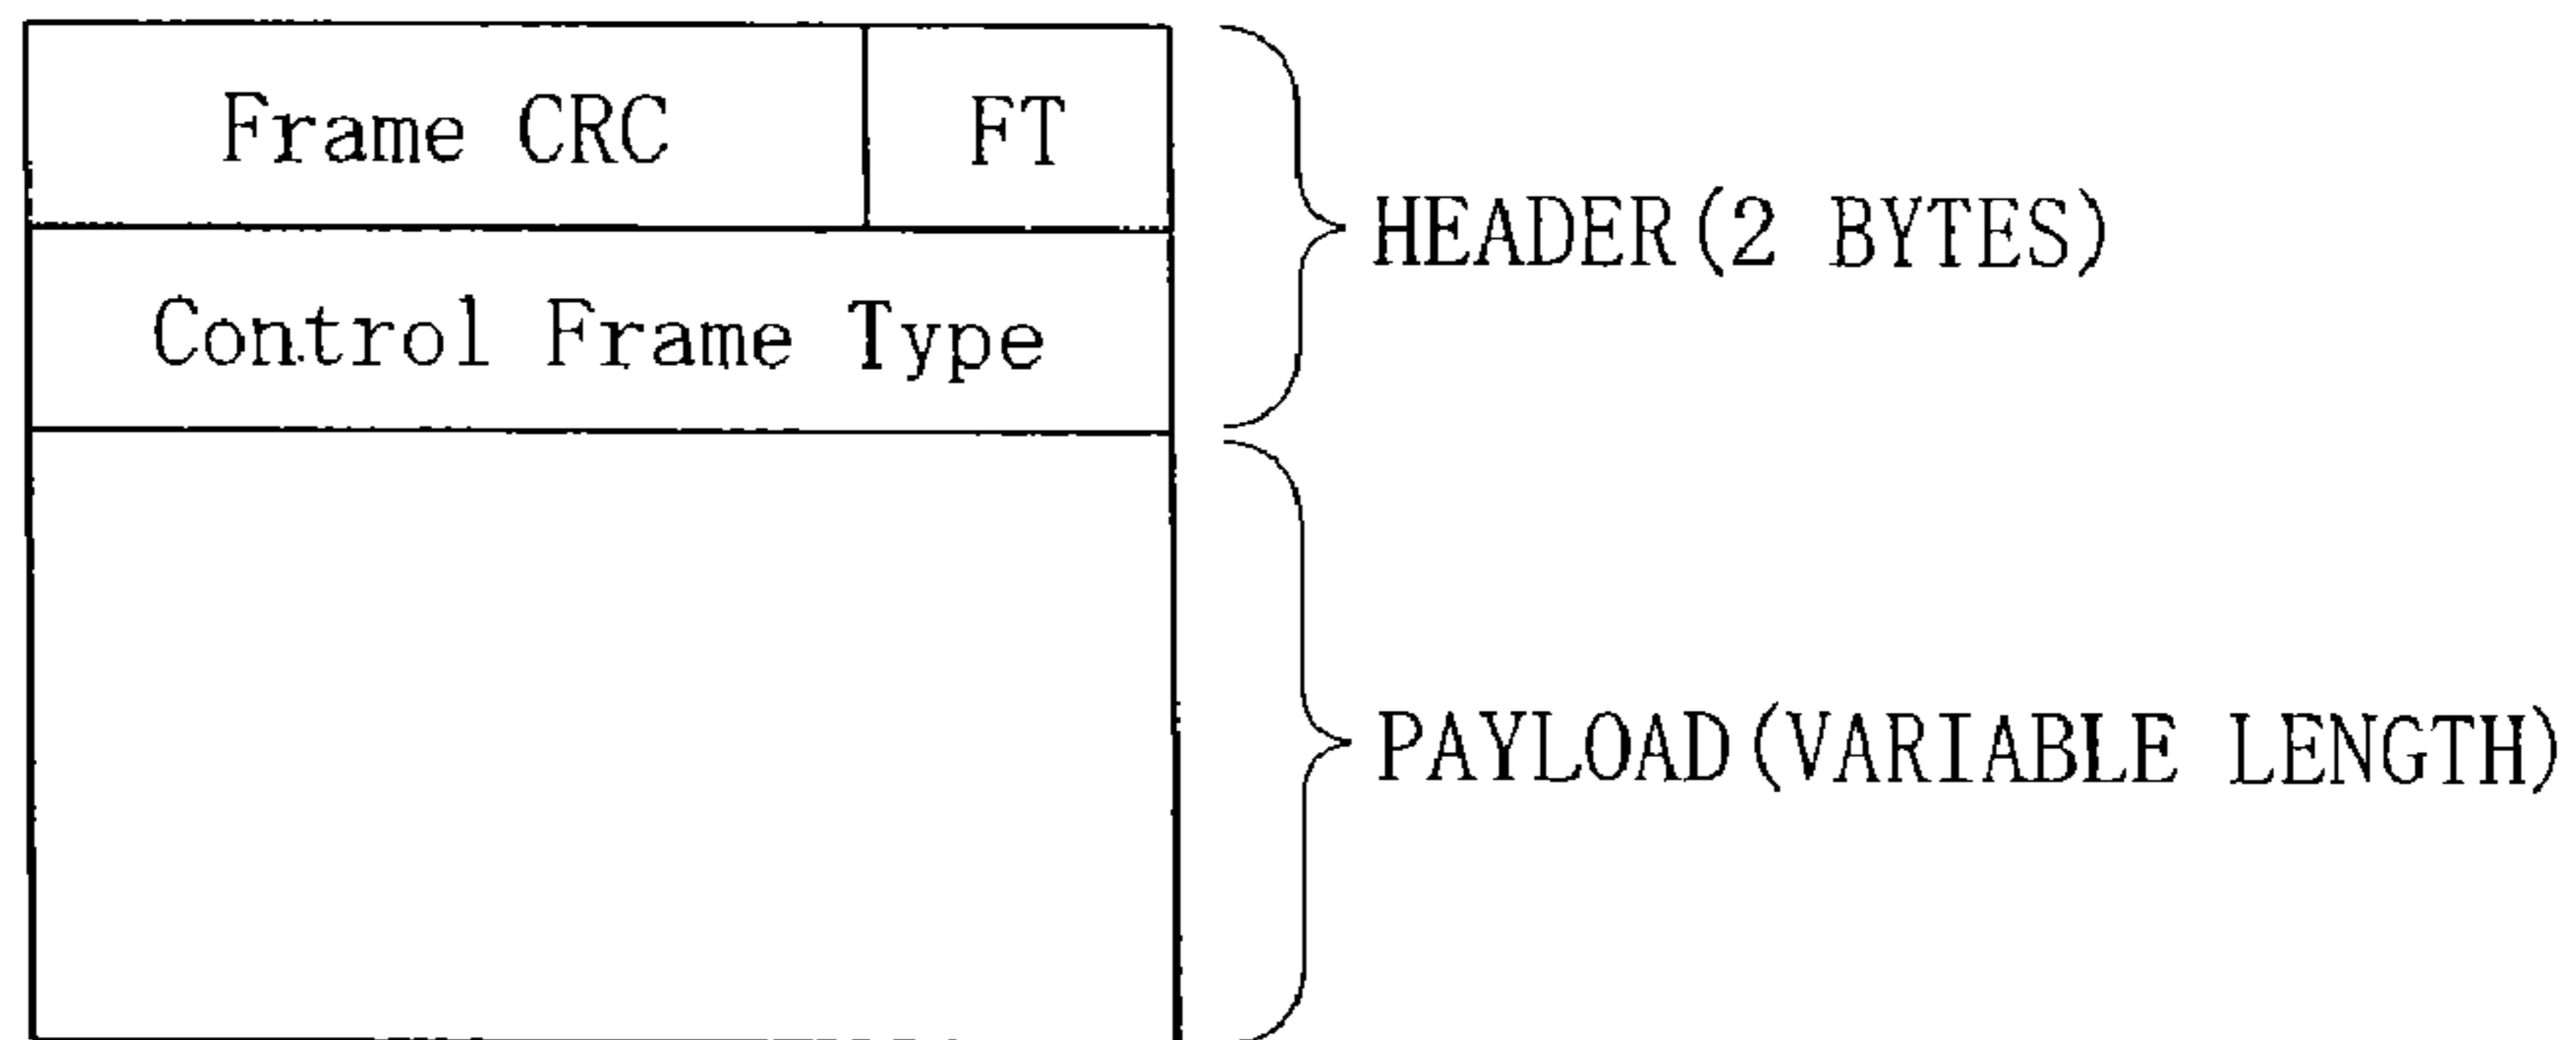 Frame CRC FT
HEADER(2 BYTES)
Control Frame Type
PAYLOAD(VARIABLE LENGTH)